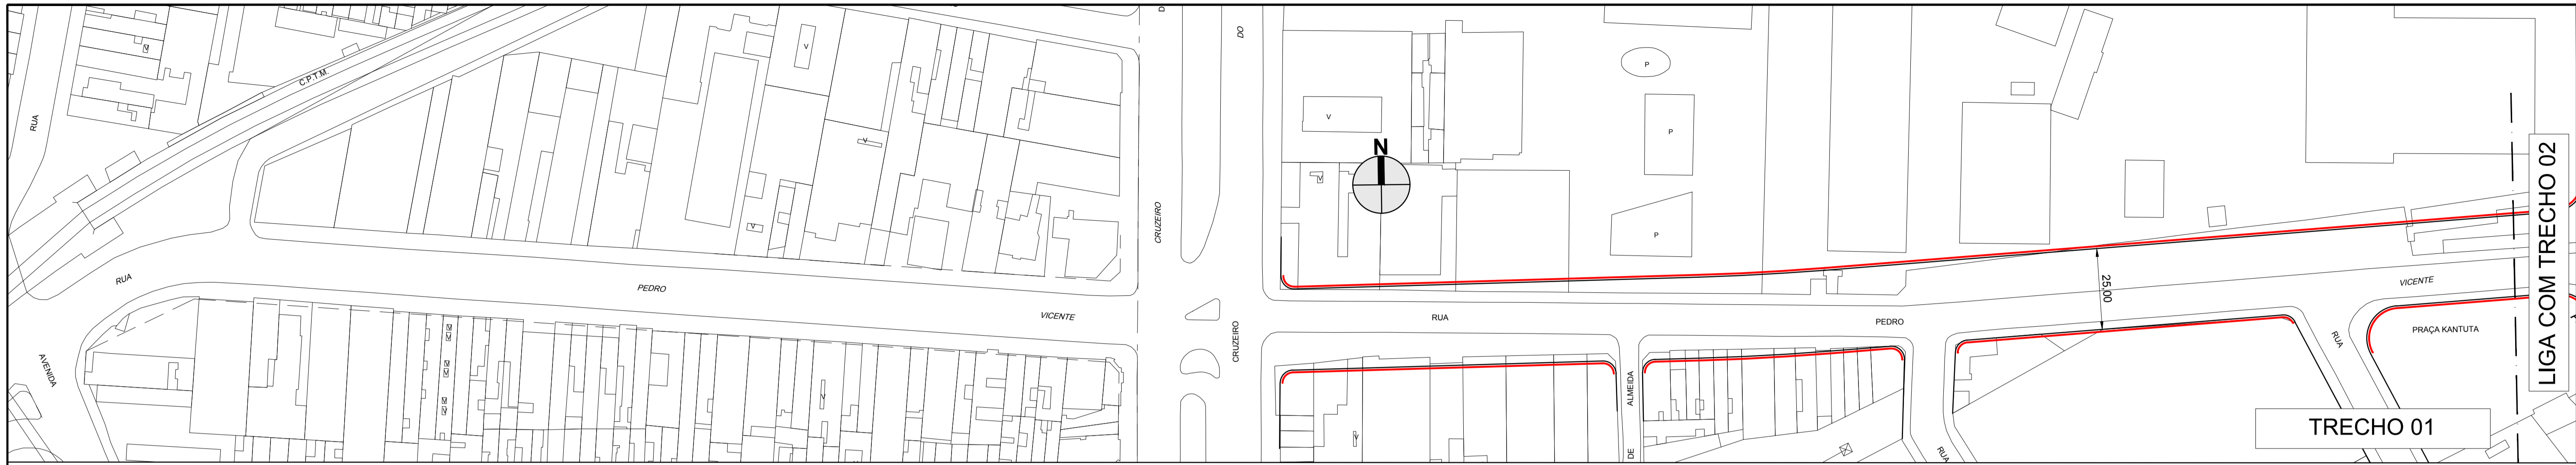 RUA
C.P.T.M.
V
V
V
V
DO
V
V
N
P
P
P
CRUZEIRO
RUA
PEDRO
VICENTE
AVENIDA
V
V
V
V
V
V
V
CRUZEIRO
RUA
PEDRO
25,00
VICENTE
RUA
PRAÇA KANTUTA
LIGA COM TRECHO 02
ALMEIDA
DE
V
RUA
TRECHO 01